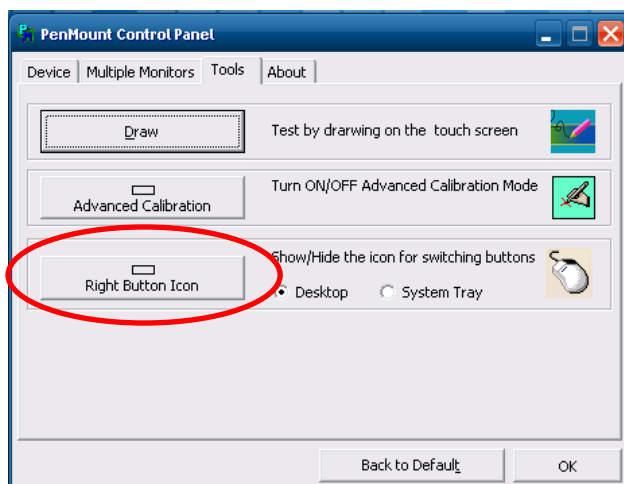 PenMount Control Panel
Device Multiple Monitors Tools About
Draw Test by drarwing on the touch screen
Advanced Calibration Turn ON/OFF Advanced Calibration Mode
Right Button Icon Show/Hide the icon for switching buttons
Desktop System Tray
Back to Default OK